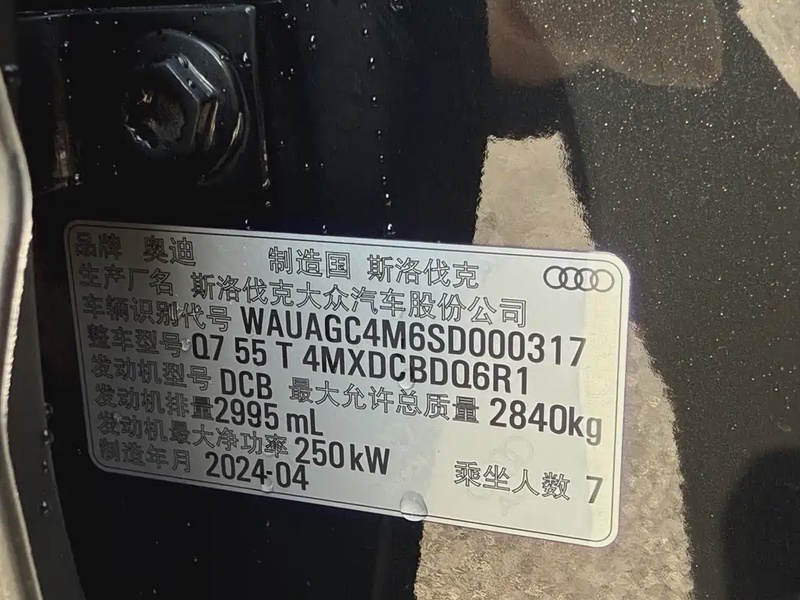 品牌 奥迪 制造国 斯洛伐克
生产厂名 斯洛伐克大众汽车股份公司
车辆识别代号 WAUAGC4M6SD000317
整车型号 Q7 55 T 4MXDCBDQ6R1
发动机型号 DCB 最大允许总质量 2840kg
发动机排量 2995 mL
发动机最大净功率 250 kW
制造年月 2024-04 乘坐人数 7